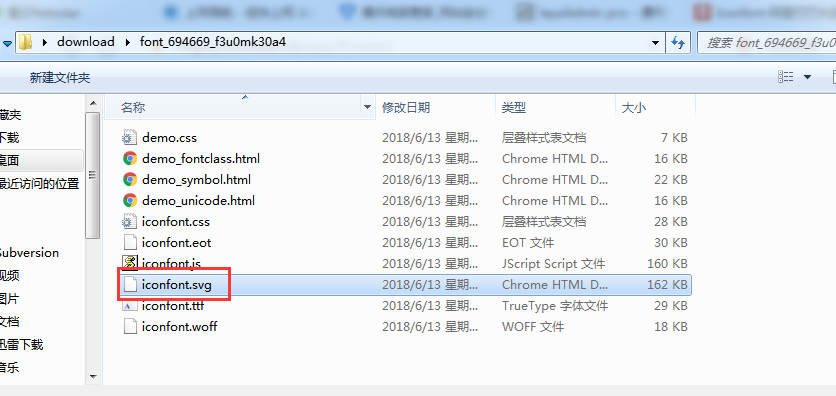 download font_694669_f3u0mk30a4 搜索 font_694669_f3u0
新建文件夹
名称 修改日期 类型 大小
demo.css 2018/6/13 星期... 层叠样式表文档 7 KB
demo_fontclass.html 2018/6/13 星期... Chrome HTML D... 16 KB
demo_symbol.html 2018/6/13 星期... Chrome HTML D... 22 KB
demo_unicode.html 2018/6/13 星期... Chrome HTML D... 16 KB
iconfont.css 2018/6/13 星期... 层叠样式表文档 28 KB
iconfont.eot 2018/6/13 星期... EOT 文件 30 KB
iconfont.js 2018/6/13 星期... JScript Script 文件 160 KB
iconfont.svg 2018/6/13 星期... Chrome HTML D... 162 KB
iconfont.ttf 2018/6/13 星期... TrueType 字体文件 29 KB
iconfont.woff 2018/6/13 星期... WOFF 文件 18 KB
藏夹
下载
桌面
最近访问的位置
Subversion
视频
图片
文档
迅雷下载
音乐